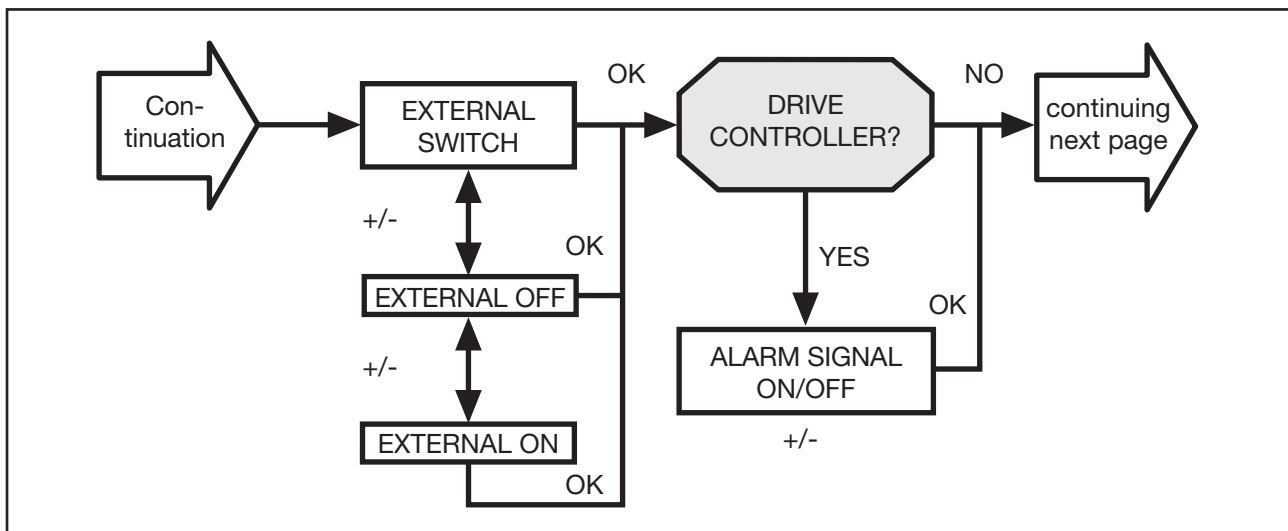 Con-
tinuation
EXTERNAL
SWITCH
OK
DRIVE
CONTROLLER?
NO
continuing
next page
+/-
OK
YES
EXTERNAL OFF
OK
+/-
ALARM SIGNAL
ON/OFF
+/-
EXTERNAL ON
OK